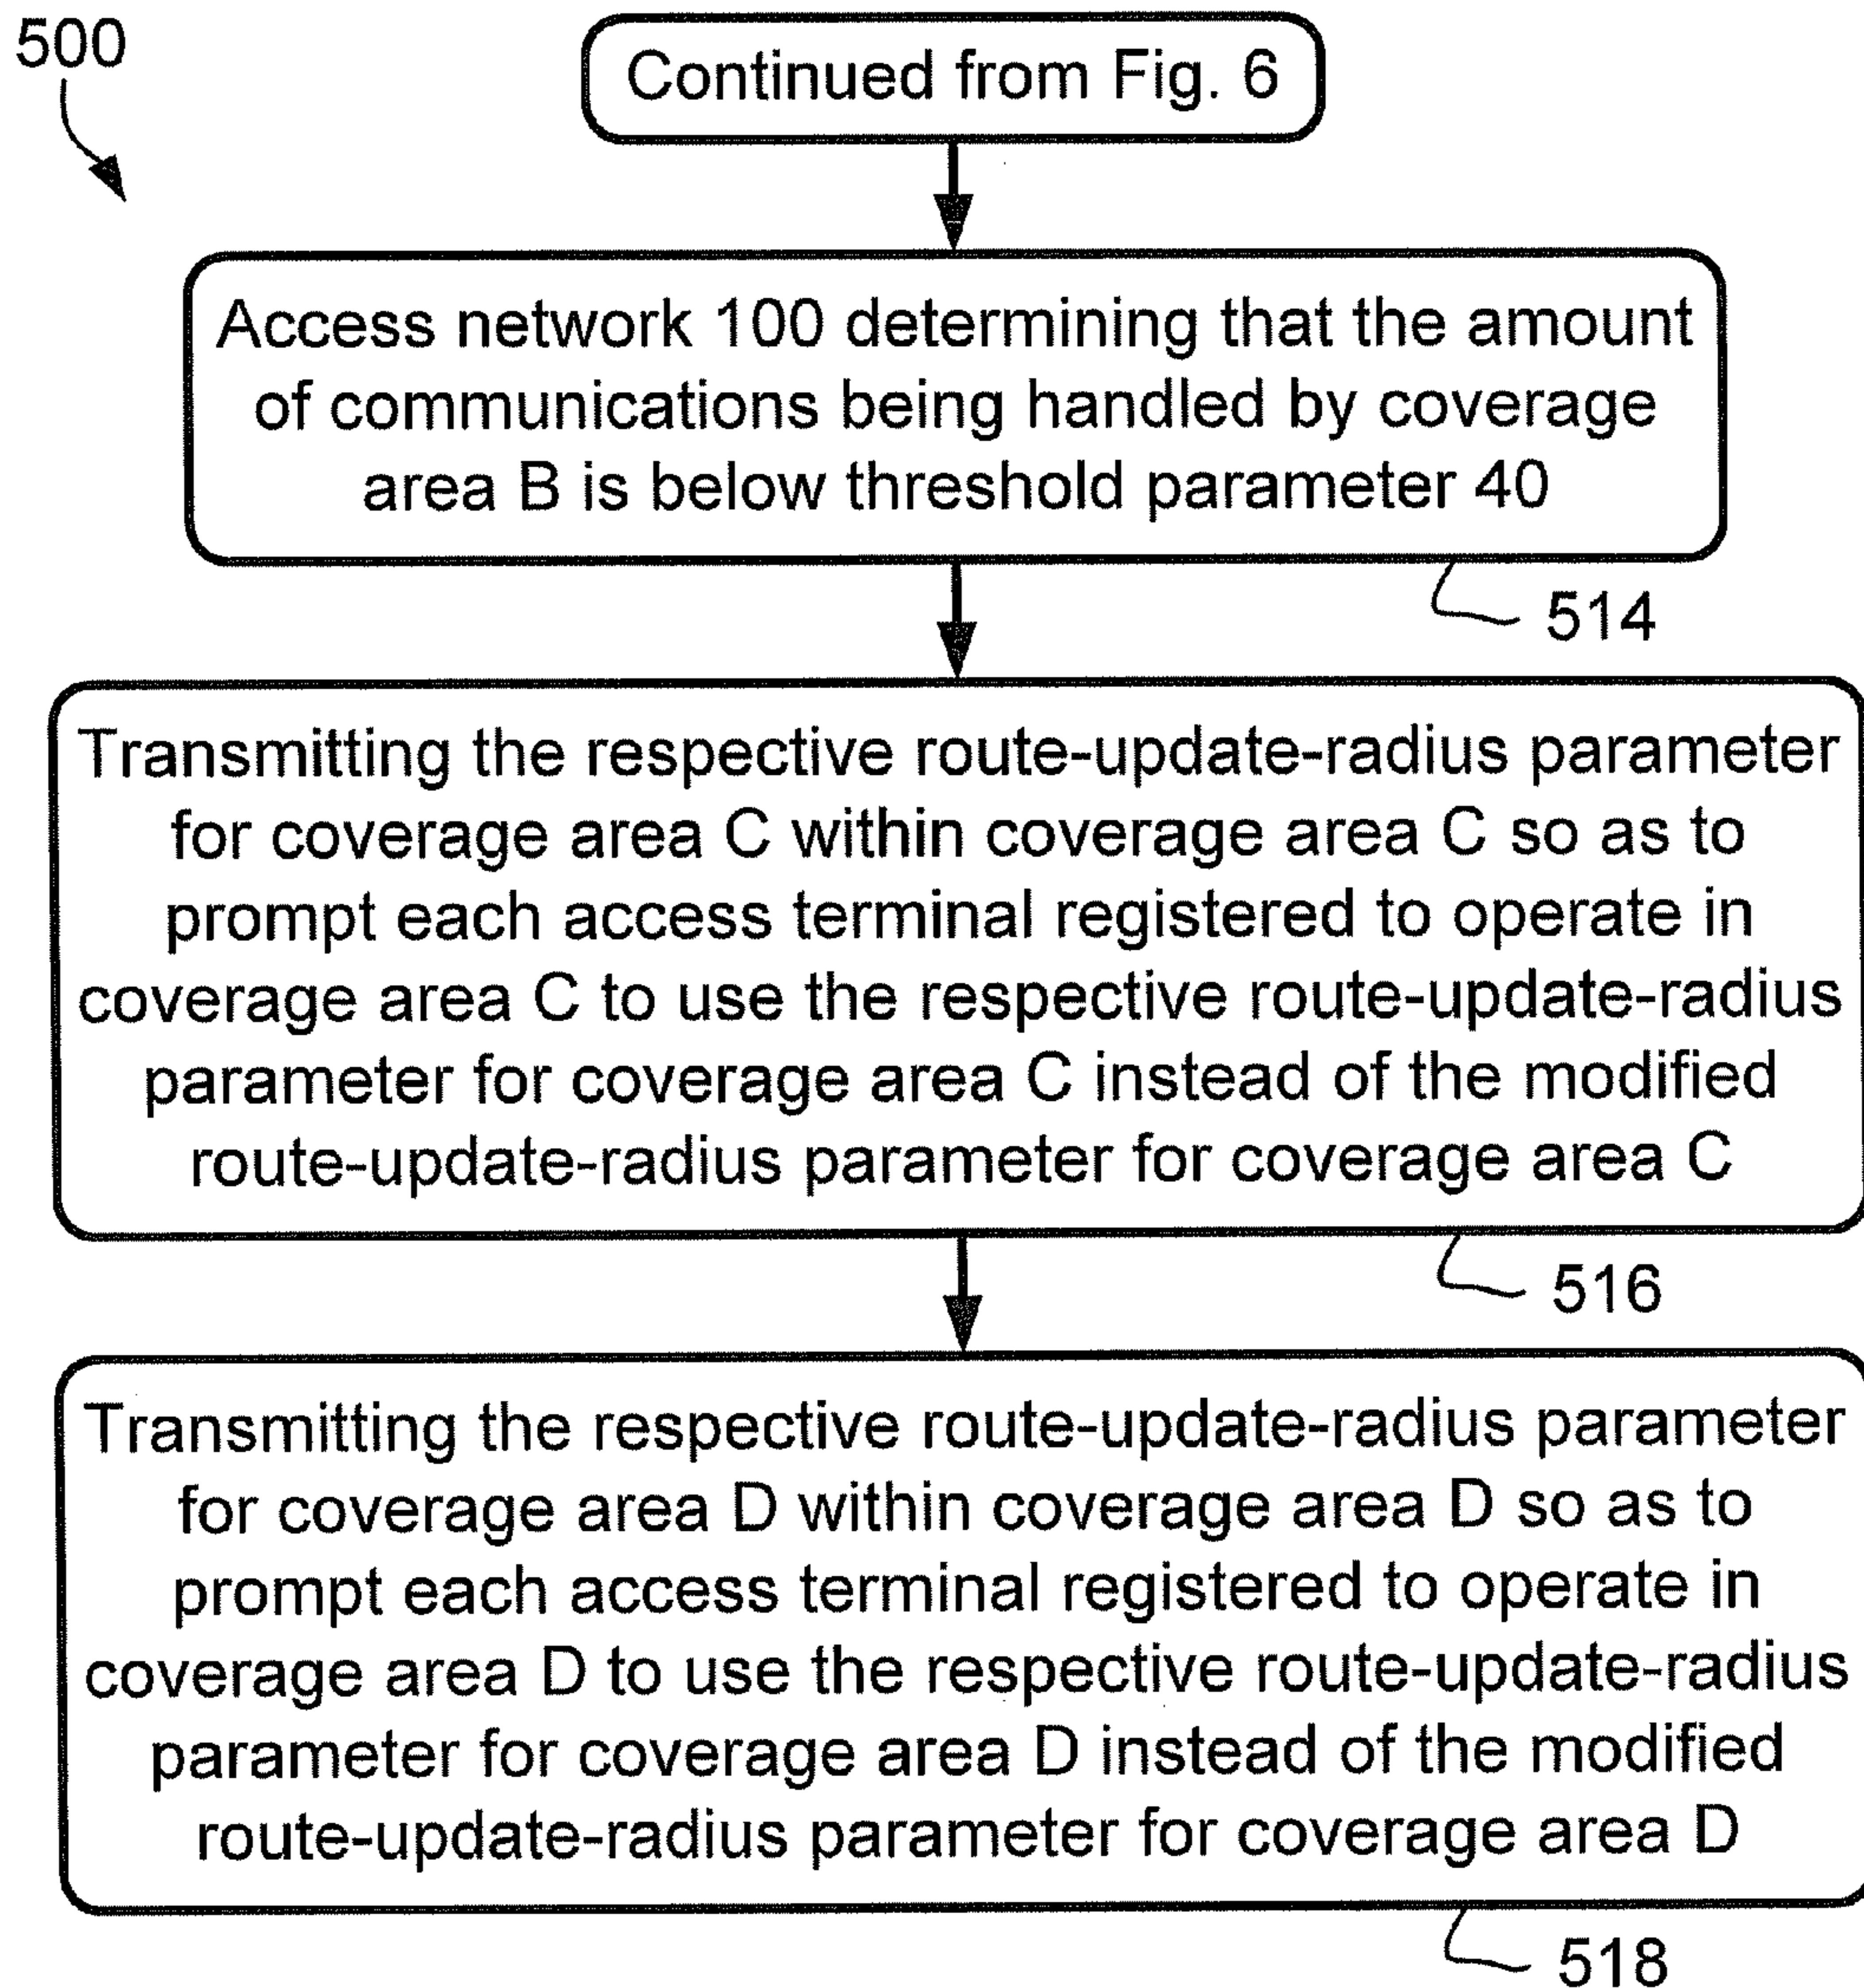 500
Continued from Fig. 6
Access network 100 determining that the amount
of communications being handled by coverage
area B is below threshold parameter 40
514
Transmitting the respective route-update-radius parameter
for coverage area C within coverage area C so as to
prompt each access terminal registered to operate in
coverage area C to use the respective route-update-radius
parameter for coverage area C instead of the modified
route-update-radius parameter for coverage area C
516
Transmitting the respective route-update-radius parameter
for coverage area D within coverage area D so as to
prompt each access terminal registered to operate in
coverage area D to use the respective route-update-radius
parameter for coverage area D instead of the modified
route-update-radius parameter for coverage area D
518